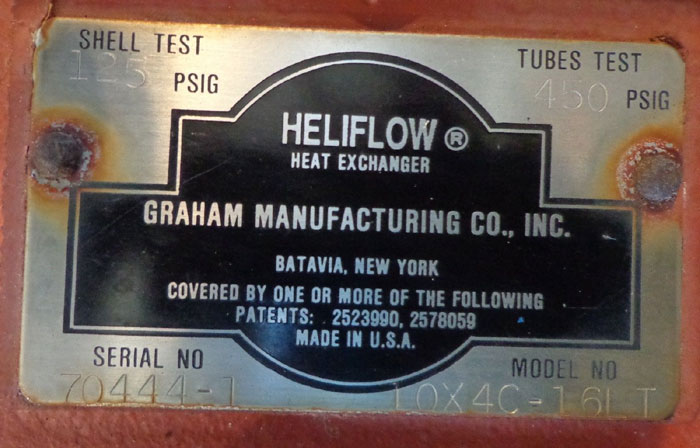 SHELL TEST
125 PSIG
TUBES TEST
450 PSIG
HELIFLOW®
HEAT EXCHANGER
GRAHAM MANUFACTURING CO., INC.
BATAVIA, NEW YORK
COVERED BY ONE OR MORE OF THE FOLLOWING
PATENTS: 2523990, 2578059
MADE IN U.S.A.
SERIAL NO
70444-1
MODEL NO
10X4C-16LT